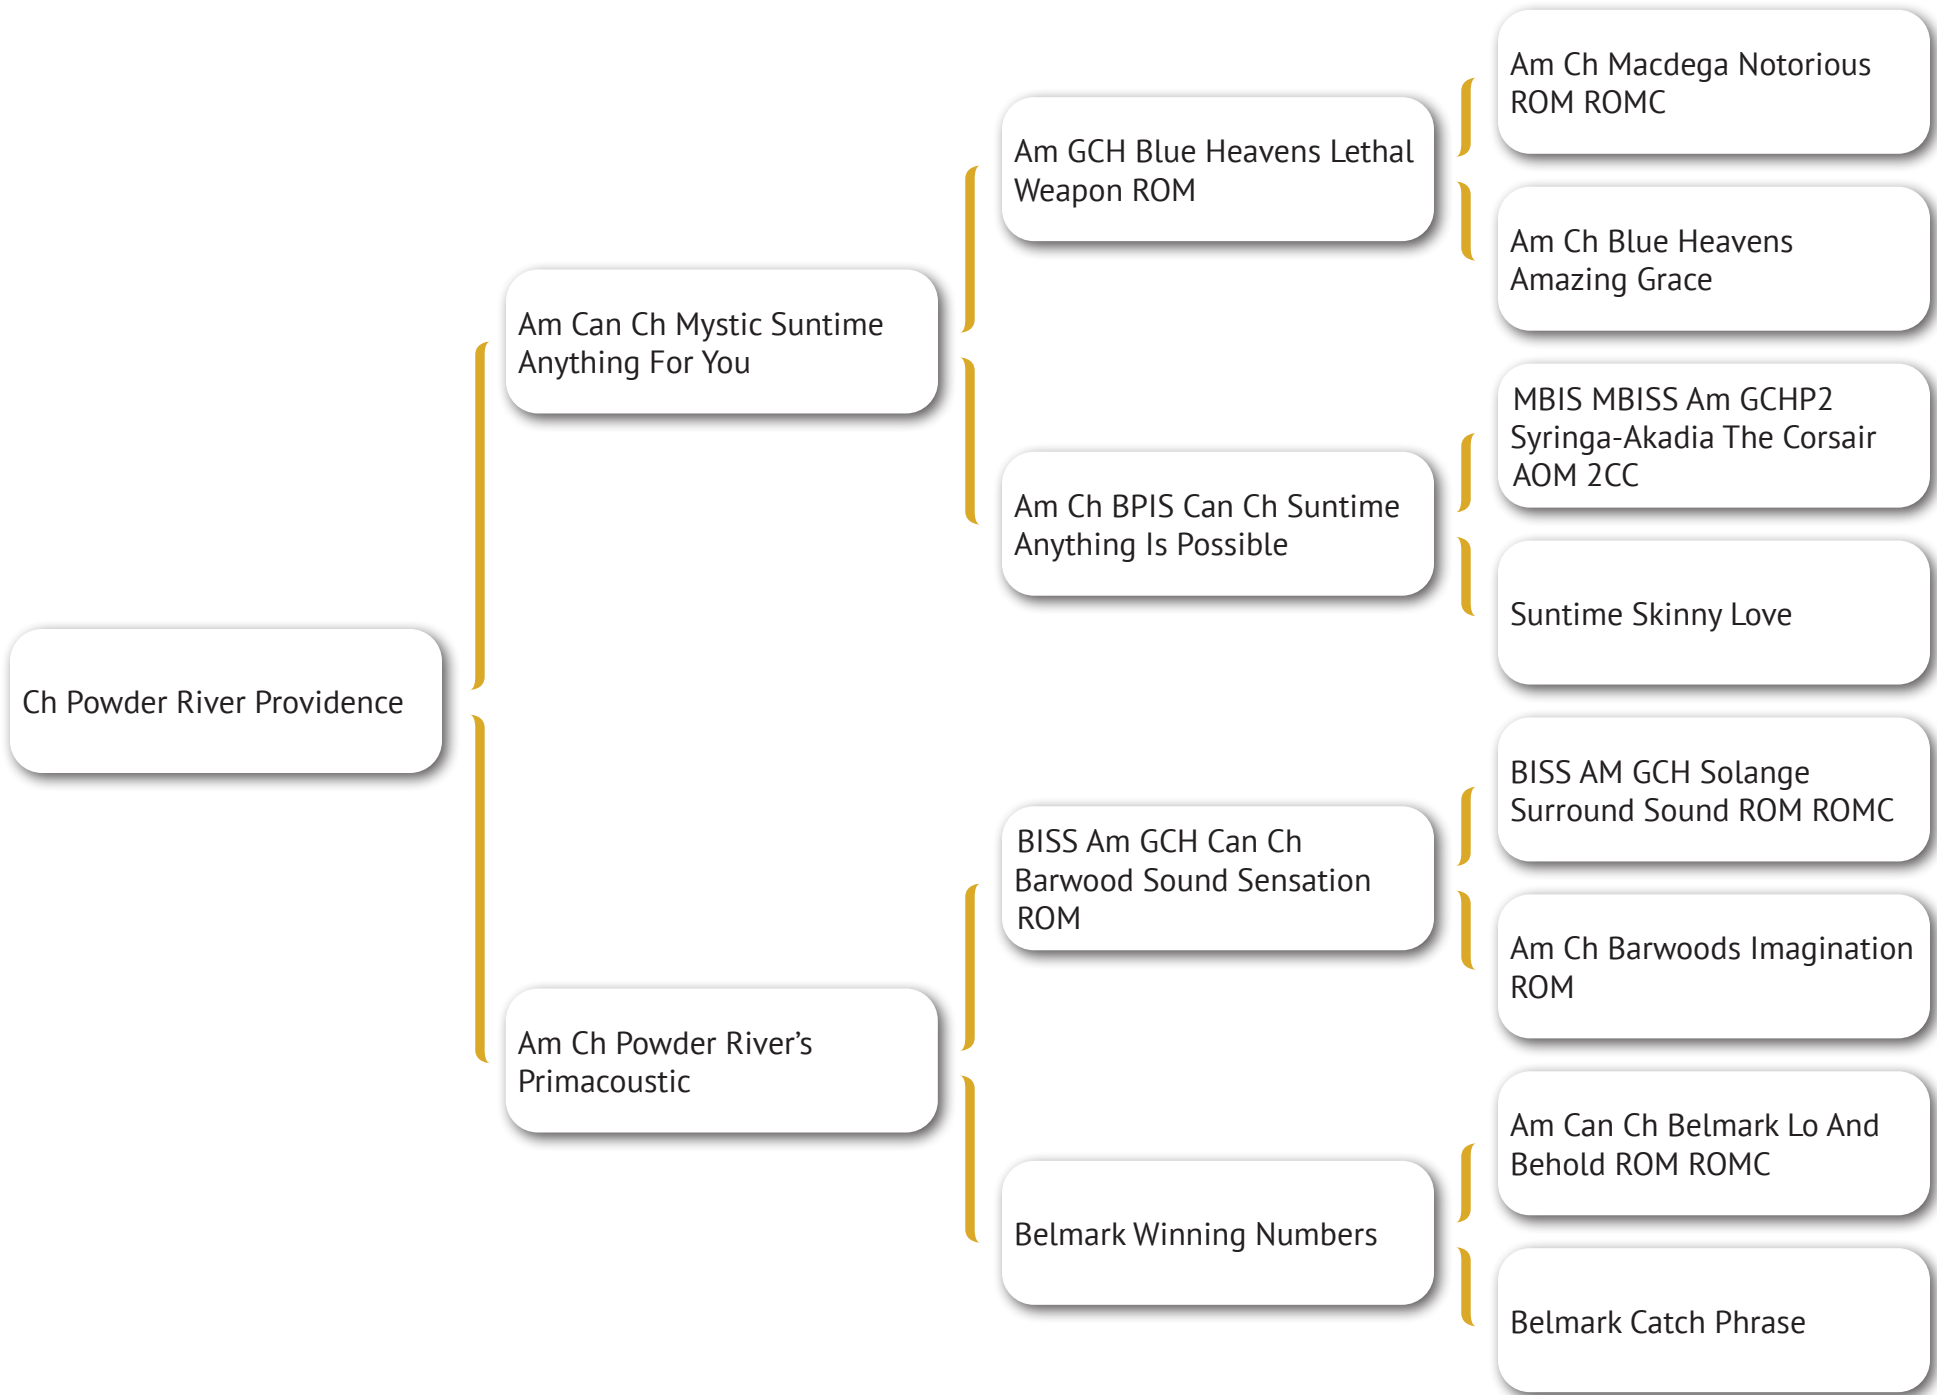 Ch Powder River Providence
Am Can Ch Mystic Suntime
Anything For You
Am Ch Powder River’s
Primacoustic
Am GCH Blue Heavens Lethal
Weapon ROM
Am Ch BPIS Can Ch Suntime
Anything Is Possible
BISS Am GCH Can Ch
Barwood Sound Sensation
ROM
Belmark Winning Numbers
Am Ch Macdega Notorious
ROM ROMC
Am Ch Blue Heavens
Amazing Grace
MBIS MBISS Am GCHP2
Syringa-Akadia The Corsair
AOM 2CC
Suntime Skinny Love
BISS AM GCH Solange
Surround Sound ROM ROMC
Am Ch Barwoods Imagination
ROM
Am Can Ch Belmark Lo And
Behold ROM ROMC
Belmark Catch Phrase